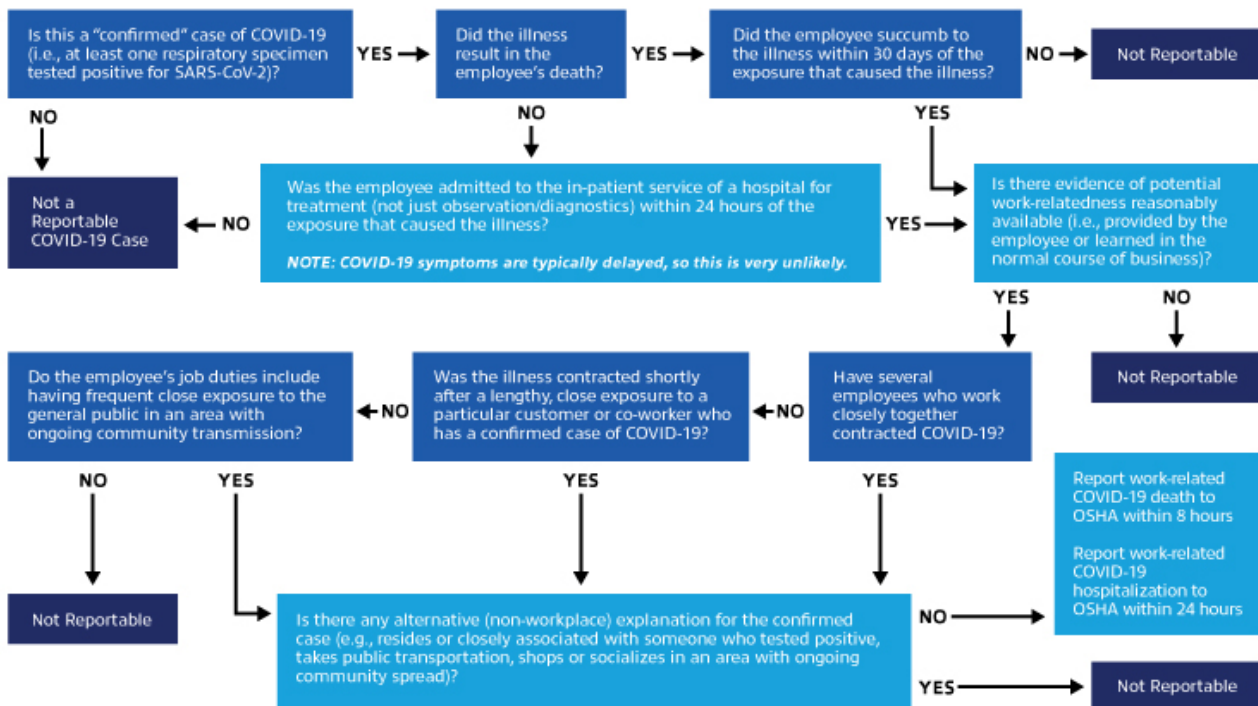 Is this a “confirmed” case of COVID-19
(i.e., at least one respiratory specimen
tested positive for SARS-CoV-2)?
YES
Did the illness
result in the
employee’s death?
YES
Did the employee succumb to
the illness within 30 days of the
exposure that caused the illness?
NO
Not Reportable
NO
NO
YES
Not a
Reportable
COVID-19 Case
NO
Was the employee admitted to the in-patient service of a hospital for
treatment (not just observation/diagnostics) within 24 hours of the
exposure that caused the illness?
NOTE: COVID-19 symptoms are typically delayed, so this is very unlikely.
YES
Is there evidence of potential
work-relatedness reasonably
available (i.e., provided by the
employee or learned in the
normal course of business)?
YES
NO
Do the employee’s job duties include
having frequent close exposure to the
general public in an area with
ongoing community transmission?
NO
Was the illness contracted shortly
after a lengthy, close exposure to a
particular customer or co-worker who
has a confirmed case of COVID-19?
NO
Have several
employees who work
closely together
contracted COVID-19?
Not Reportable
NO
YES
YES
YES
Report work-related
COVID-19 death to
OSHA within 8 hours
Report work-related
COVID-19
hospitalization to
OSHA within 24 hours
Not Reportable
Is there any alternative (non-workplace) explanation for the confirmed
case (e.g., resides or closely associated with someone who tested positive,
takes public transportation, shops or socializes in an area with ongoing
community spread)?
NO
YES
Not Reportable